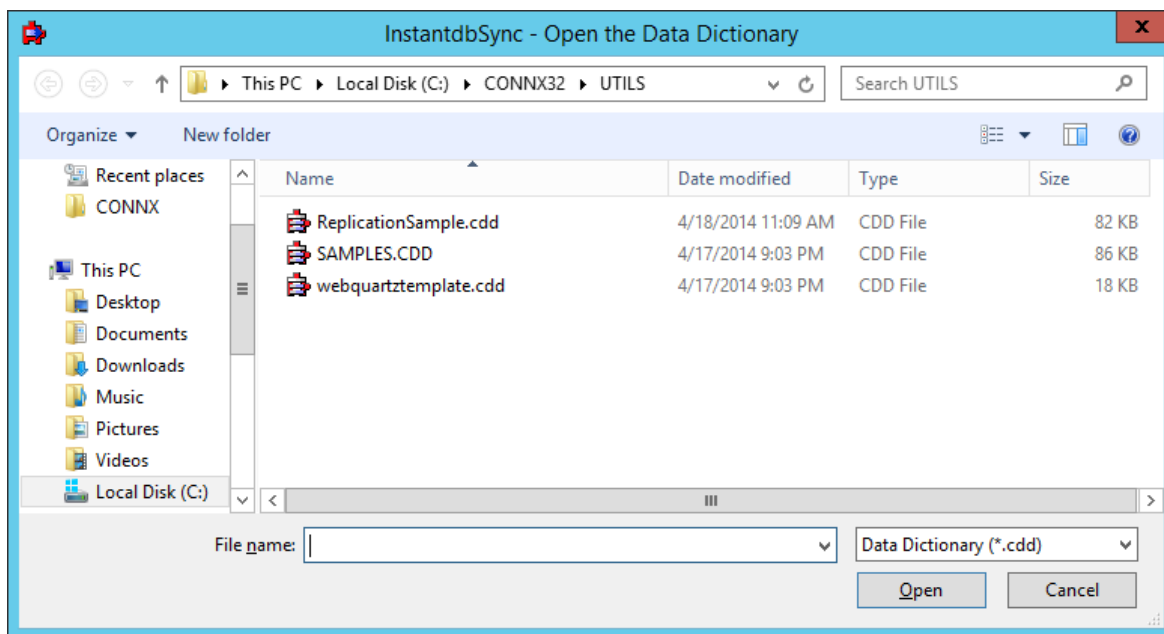 InstantdbSync - Open the Data Dictionary
x
This PC Local Disk (C:) CONNX32 UTILS
Search UTILS
Organize New folder
Recent places
CONNX
This PC
Desktop
Documents
Downloads
Music
Pictures
Videos
Local Disk (C:)
Name Date modified Type Size
ReplicationSample.cdd 4/18/2014 11:09 AM CDD File 82 KB
SAMPLES.CDD 4/17/2014 9:03 PM CDD File 86 KB
webquartztemplate.cdd 4/17/2014 9:03 PM CDD File 18 KB
File name: Data Dictionary (*.cdd)
Open Cancel